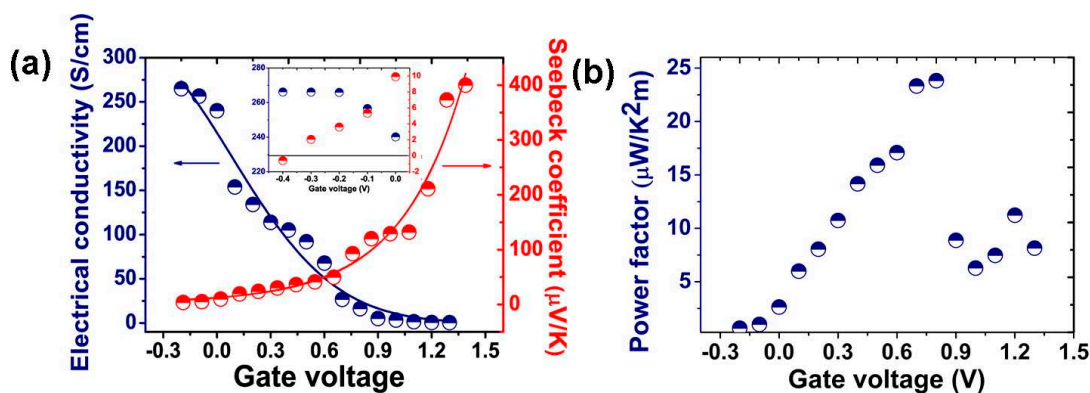 (a)
Electrical conductivity (S/cm)
300
250
200
150
100
50
0
-0.3 0.0 0.3 0.6 0.9 1.2 1.5
Gate voltage
Seebeck coefficient (μV/K)
400
300
200
100
0
280
260
240
220
10
8
6
4
2
0
-2
-0.4 -0.3 -0.2 -0.1 0.0
Gate voltage (V)
(b)
Power factor (μW/K²m)
25
20
15
10
5
-0.3 0.0 0.3 0.6 0.9 1.2 1.5
Gate voltage (V)